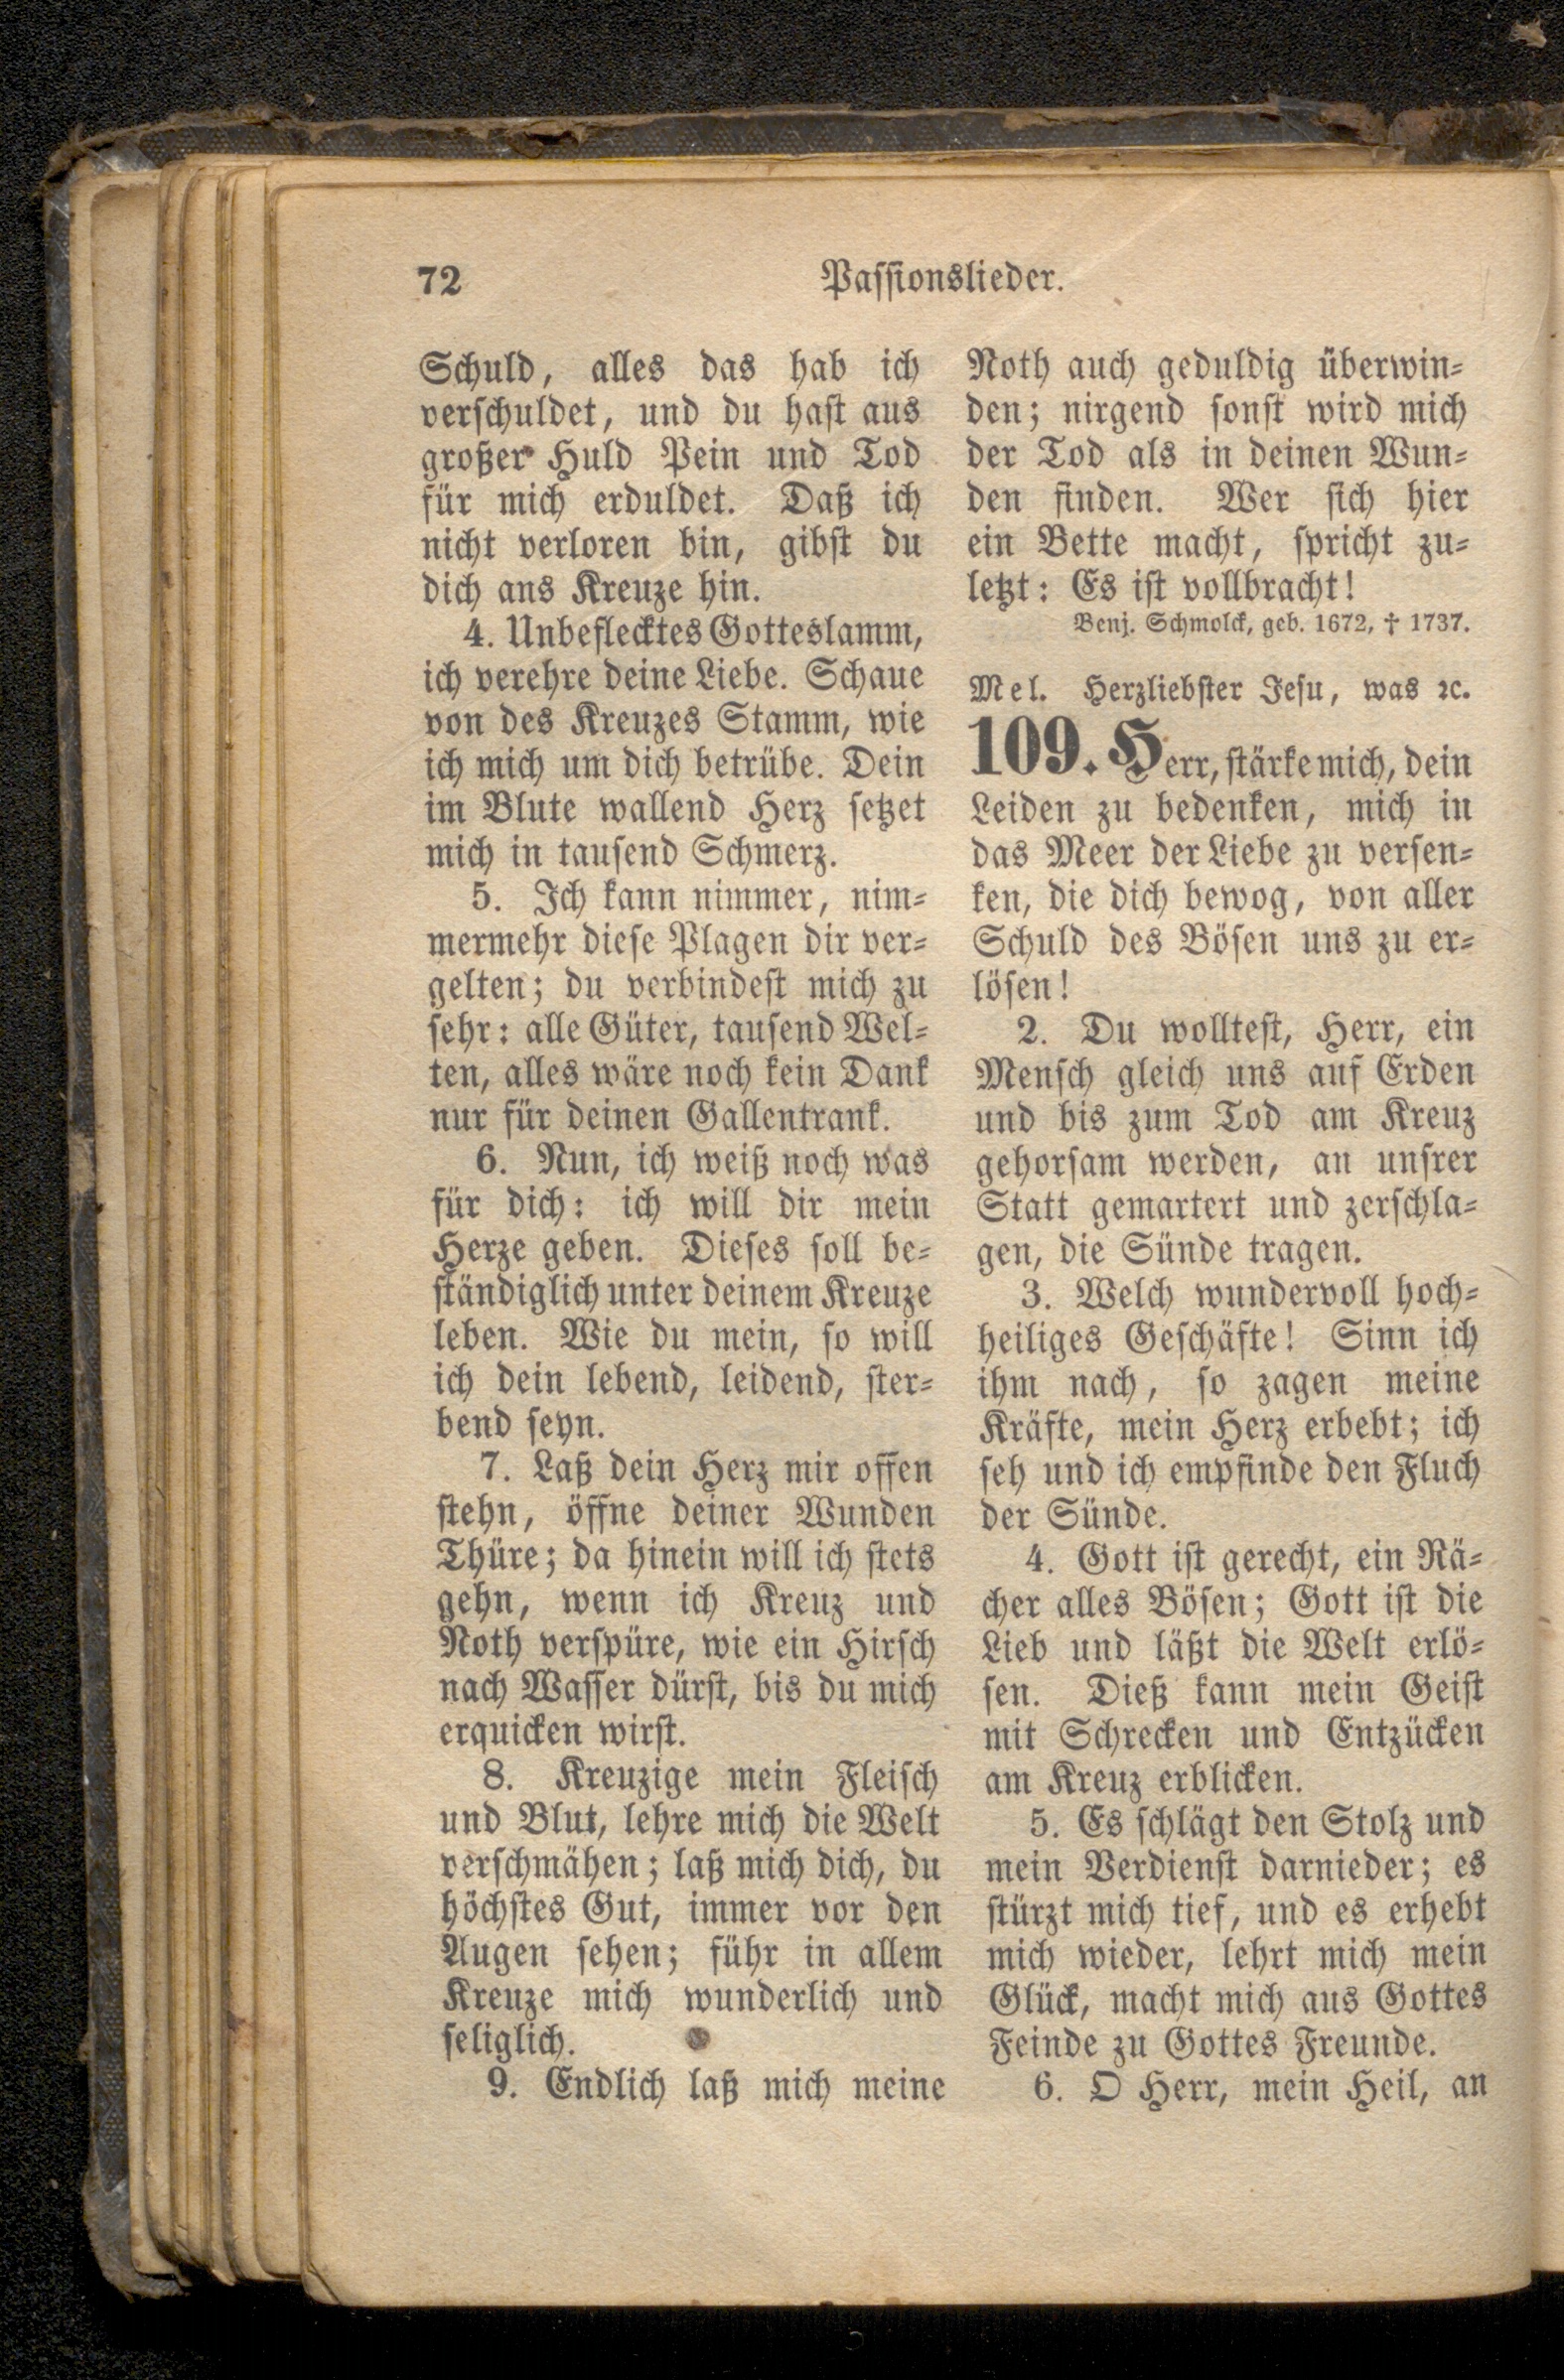 72
Passionslieder.
Schuld, alles das hab ich
verschuldet, und du hast aus
großer Huld Pein und Tod
für mich erduldet. Daß ich
nicht verloren bin, gibst du
dich ans Kreuze hin.
4. Unbeflecktes Gotteslamm,
ich verehre deine Liebe. Schaue
von des Kreuzes Stamm, wie
ich mich um dich betrübe. Dein
im Blute wallend Herz setzet
mich in tausend Schmerz.
5. Ich kann nimmer, nim-
mermehr diese Plagen dir ver-
gelten; du verbindest mich zu
sehr: alle Güter, tausend Wel-
ten, alles wäre noch kein Dank
nur für deinen Gallentrank.
6. Nun, ich weiß noch was
für dich: ich will dir mein
Herze geben. Dieses soll be-
ständiglich unter deinem Kreuze
leben. Wie du mein, so will
ich dein lebend, leidend, ster-
bend seyn.
7. Laß dein Herz mir offen
stehn, öffne deiner Wunden
Thüre; da hinein will ich stets
gehn, wenn ich Kreuz und
Noth verspüre, wie ein Hirsch
nach Wasser dürst, bis du mich
erquicken wirst.
8. Kreuzige mein Fleisch
und Blut, lehre mich die Welt
verschmähen; laß mich dich, du
höchstes Gut, immer vor den
Augen sehen; führ in allem
Kreuze mich wunderlich und
seliglich.
9. Endlich laß mich meine
Noth auch geduldig überwin-
den; nirgend sonst wird mich
der Tod als in deinen Wun-
den finden. Wer sich hier
ein Bette macht, spricht zu-
letzt: Es ist vollbracht!
Benj. Schmolck, geb. 1672, † 1737.
Mel. Herzliebster Jesu, was ꝛc.
109. Herr, stärke mich, dein
Leiden zu bedenken, mich in
das Meer der Liebe zu versen-
ken, die dich bewog, von aller
Schuld des Bösen uns zu er-
lösen!
2. Du wolltest, Herr, ein
Mensch gleich uns auf Erden
und bis zum Tod am Kreuz
gehorsam werden, an unsrer
Statt gemartert und zerschla-
gen, die Sünde tragen.
3. Welch wundervoll hoch-
heiliges Geschäfte! Sinn ich
ihm nach, so zagen meine
Kräfte, mein Herz erbebt; ich
seh und ich empfinde den Fluch
der Sünde.
4. Gott ist gerecht, ein Rä-
cher alles Bösen; Gott ist die
Lieb und läßt die Welt erlö-
sen. Dieß kann mein Geist
mit Schrecken und Entzücken
am Kreuz erblicken.
5. Es schlägt den Stolz und
mein Verdienst darnieder; es
stürzt mich tief, und es erhebt
mich wieder, lehrt mich mein
Glück, macht mich aus Gottes
Feinde zu Gottes Freunde.
6. O Herr, mein Heil, an